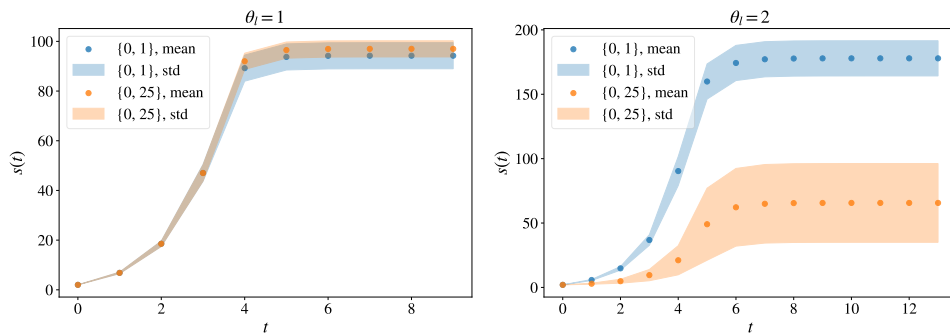 θ_l = 1
100
80
60
40
20
0
s(t)
{0, 1}, mean
{0, 1}, std
{0, 25}, mean
{0, 25}, std
0 2 4 6 8
t
θ_l = 2
200
150
100
50
0
s(t)
{0, 1}, mean
{0, 1}, std
{0, 25}, mean
{0, 25}, std
0 2 4 6 8 10 12
t